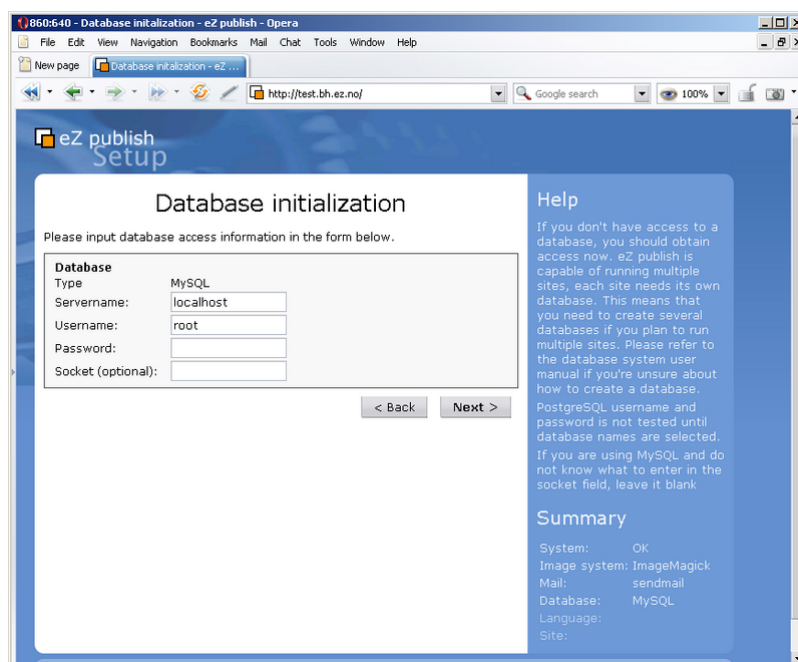 860:640 - Database initalization - eZ publish - Opera
File Edit View Navigation Bookmarks Mail Chat Tools Window Help
New page Database initalization - eZ ...
http://test.bh.ez.no/ Google search 100%
eZ publish
Setup
Database initialization
Please input database access information in the form below.
Database
Type MySQL
Servername: localhost
Username: root
Password:
Socket (optional):
< Back Next >
Help
If you don't have access to a
database, you should obtain
access now. eZ publish is
capable of running multiple
sites, each site needs its own
database. This means that
you need to create several
databases if you plan to run
multiple sites. Please refer to
the database system user
manual if you're unsure about
how to create a database.
PostgreSQL username and
password is not tested until
database names are selected.
If you are using MySQL and do
not know what to enter in the
socket field, leave it blank
Summary
System: OK
Image system: ImageMagick
Mail: sendmail
Database: MySQL
Language:
Site: